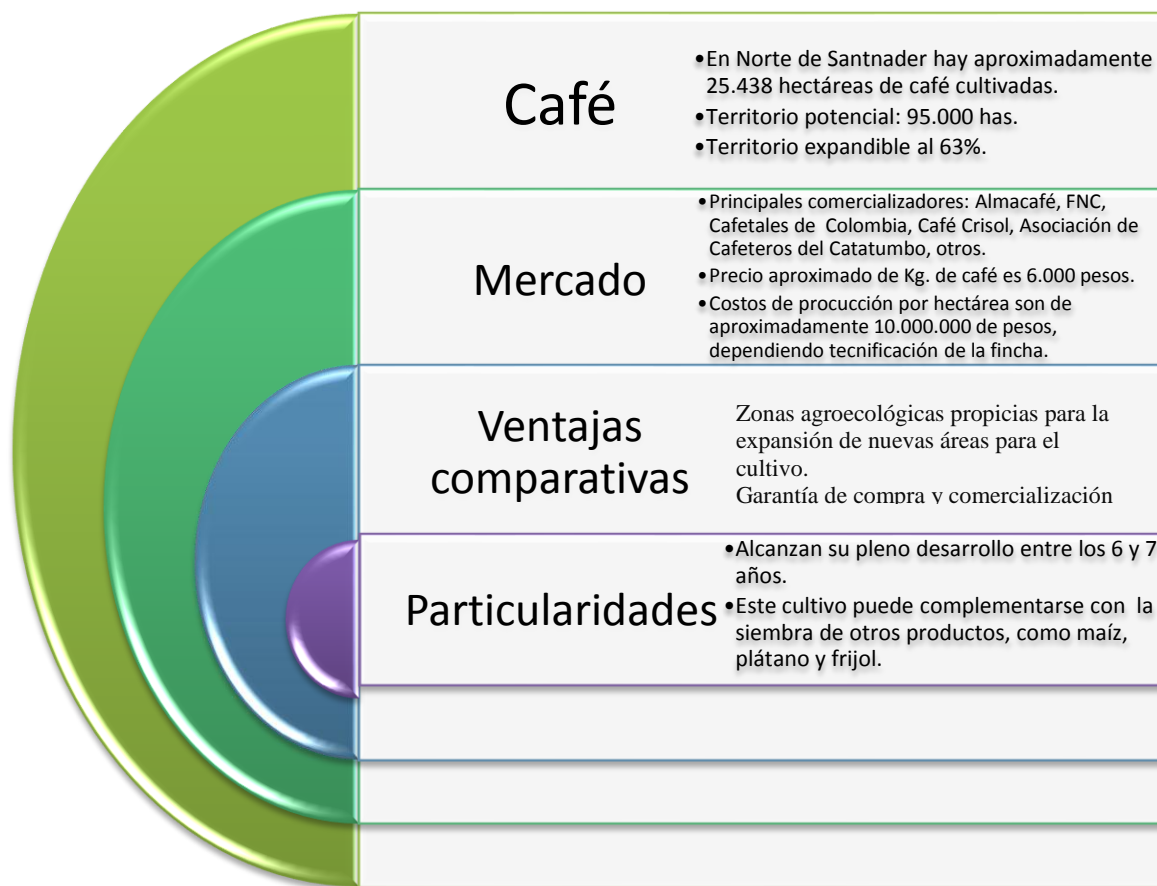 Café
•En Norte de Santnader hay aproximadamente
25.438 hectáreas de café cultivadas.
•Territorio potencial: 95.000 has.
•Territorio expandible al 63%.
Mercado
•Principales comercializadores: Almacafé, FNC,
Cafetales de Colombia, Café Crisol, Asociación de
Cafeteros del Catatumbo, otros.
•Precio aproximado de Kg. de café es 6.000 pesos.
•Costos de procucción por hectárea son de
aproximadamente 10.000.000 de pesos,
dependiendo tecnificación de la fincha.
Ventajas
comparativas
Zonas agroecológicas propicias para la
expansión de nuevas áreas para el
cultivo.
Garantía de compra y comercialización
Particularidades
•Alcanzan su pleno desarrollo entre los 6 y 7
años.
•Este cultivo puede complementarse con la
siembra de otros productos, como maíz,
plátano y frijol.